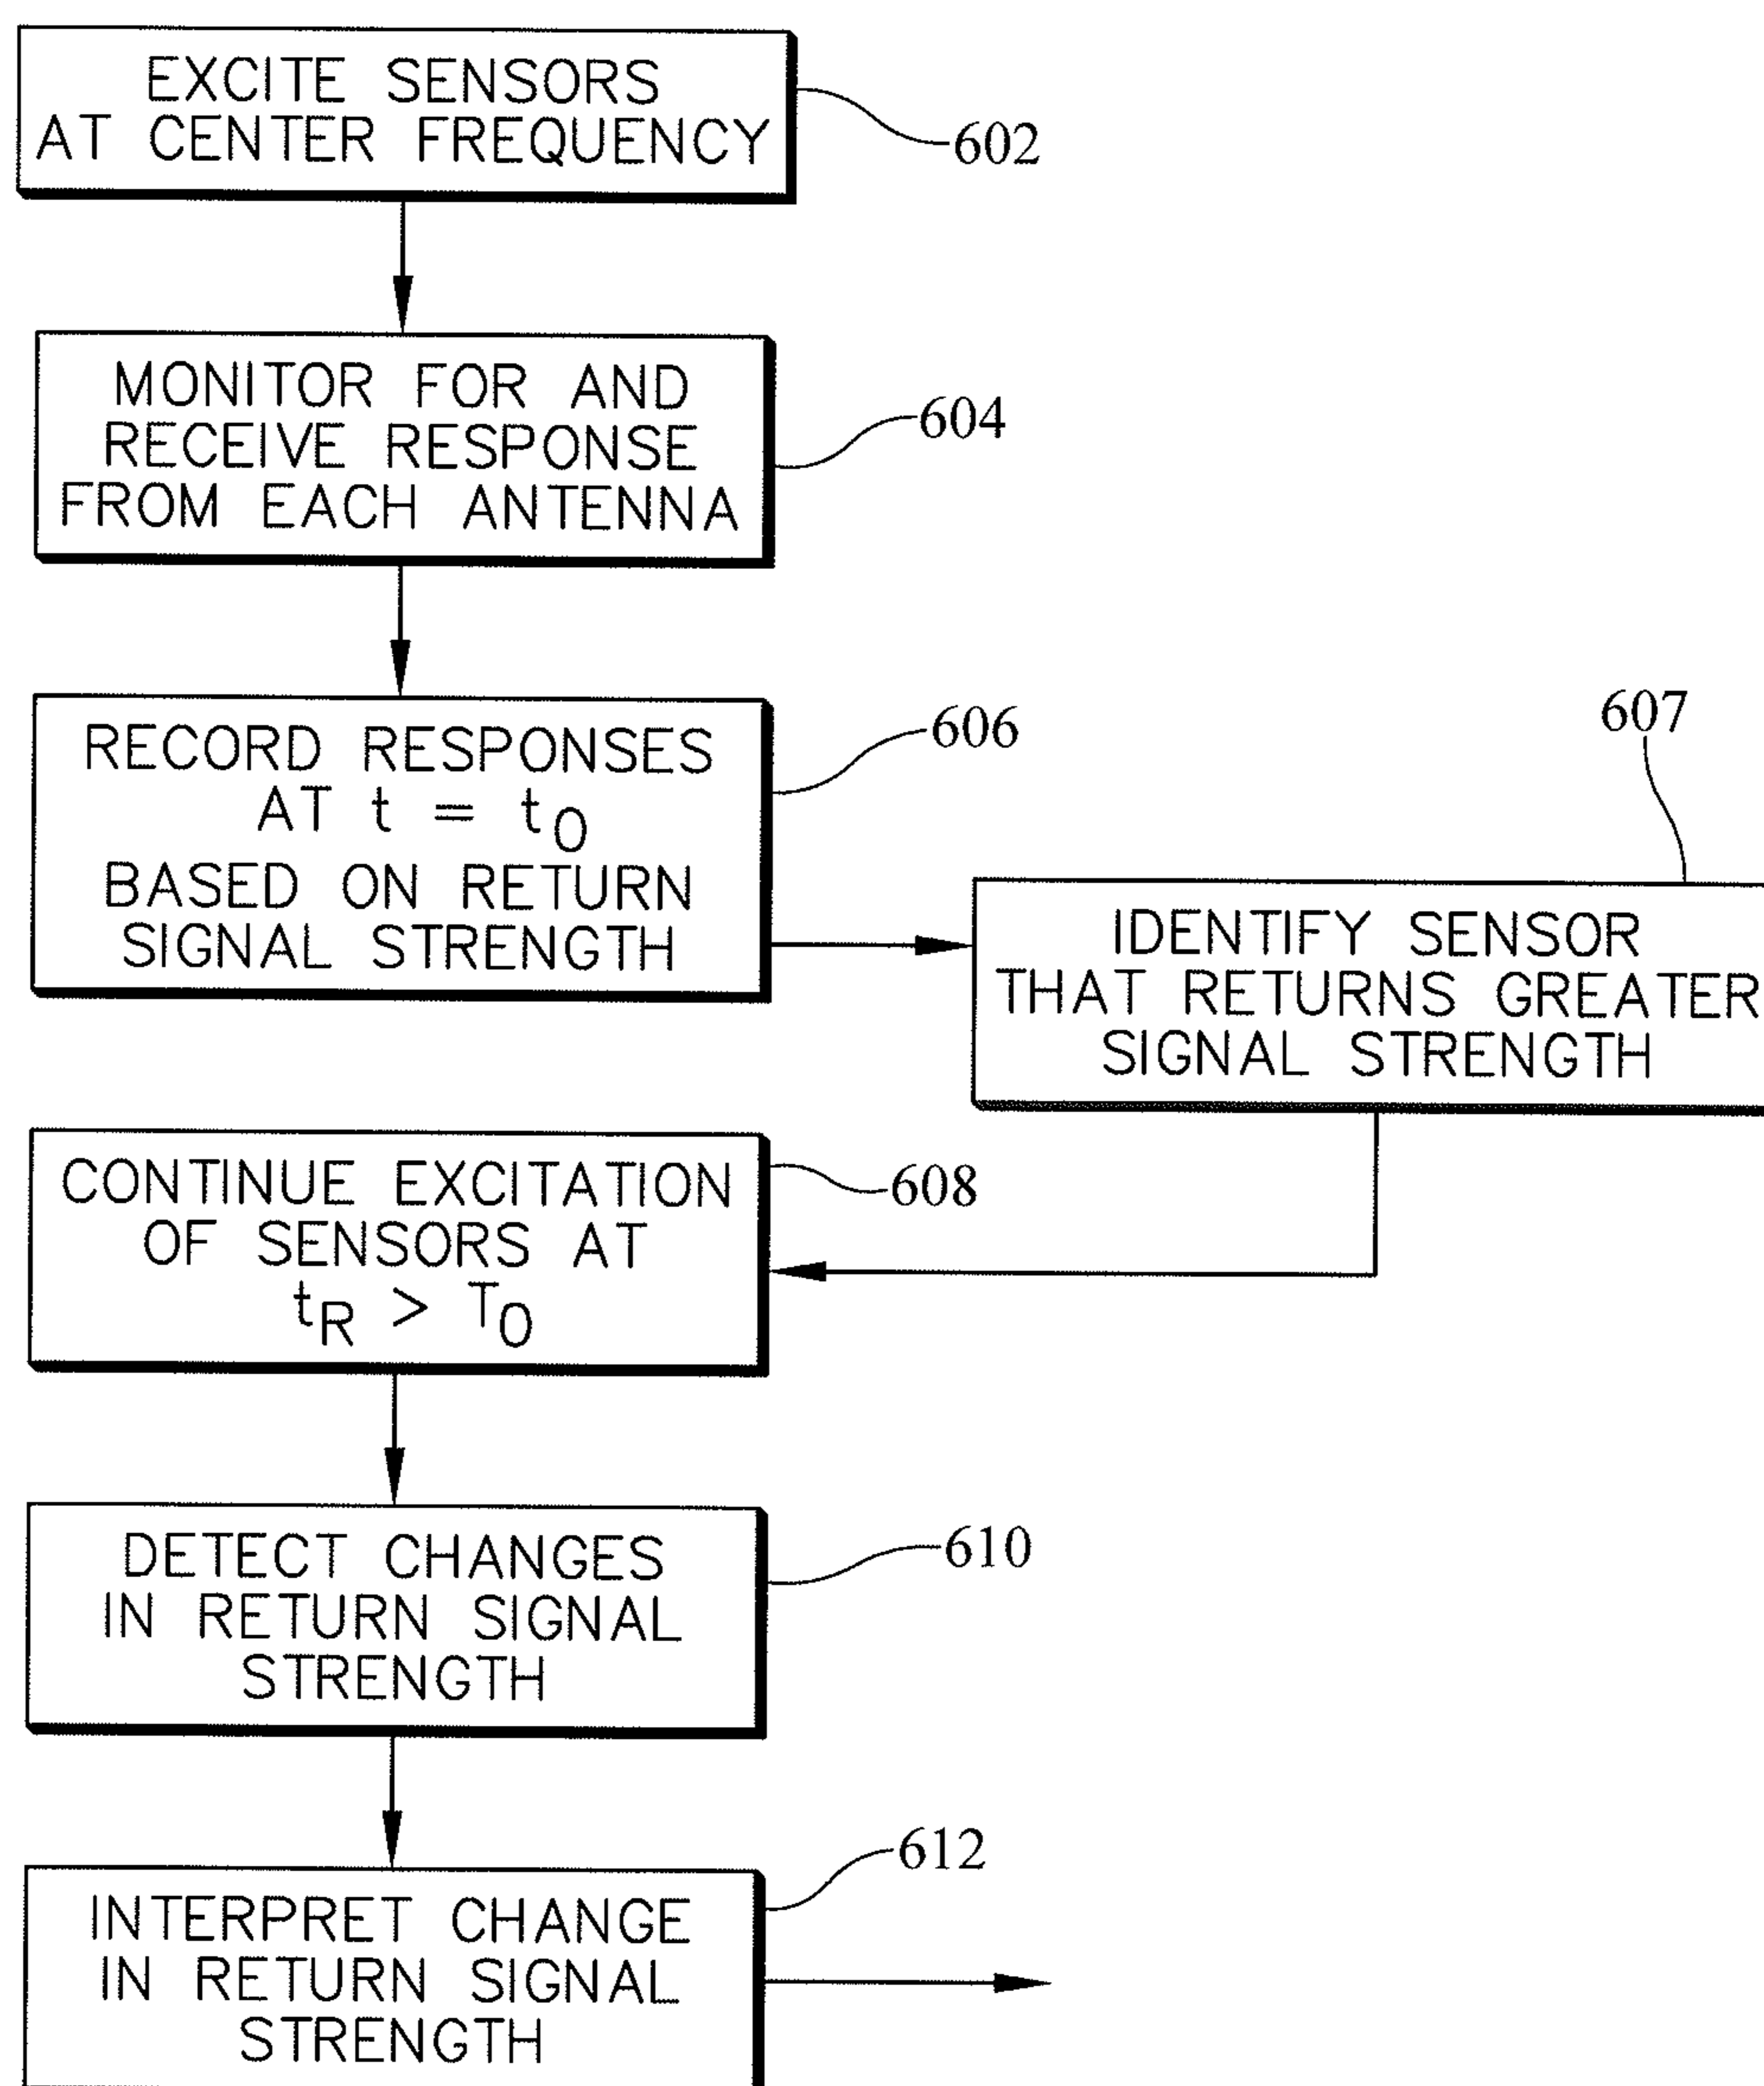 EXCITE SENSORS
AT CENTER FREQUENCY
602
MONITOR FOR AND
RECEIVE RESPONSE
FROM EACH ANTENNA
604
RECORD RESPONSES
AT t = t0
BASED ON RETURN
SIGNAL STRENGTH
606
607
IDENTIFY SENSOR
THAT RETURNS GREATER
SIGNAL STRENGTH
CONTINUE EXCITATION
OF SENSORS AT
tR > T0
608
DETECT CHANGES
IN RETURN SIGNAL
STRENGTH
610
INTERPRET CHANGE
IN RETURN SIGNAL
STRENGTH
612